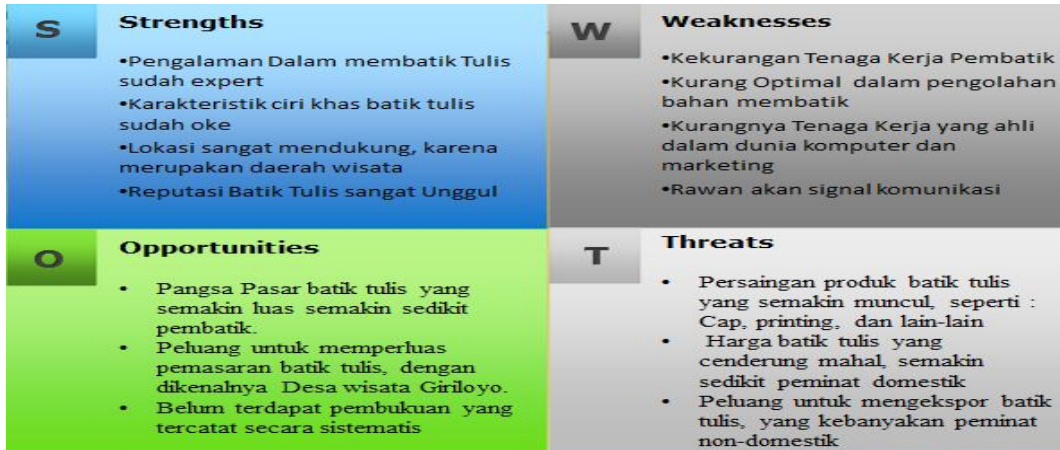 S
Strengths
•Pengalaman Dalam membatik Tulis
sudah expert
•Karakteristik ciri khas batik tulis
sudah oke
•Lokasi sangat mendukung, karena
merupakan daerah wisata
•Reputasi Batik Tulis sangat Unggul
W
Weaknesses
•Kekurangan Tenaga Kerja Pembatik
•Kurang Optimal dalam pengolahan
bahan membatik
•Kurangnya Tenaga Kerja yang ahli
dalam dunia komputer dan
marketing
•Rawan akan signal komunikasi
O
Opportunities
• Pangsa Pasar batik tulis yang
semakin luas semakin sedikit
pembatik.
• Peluang untuk memperluas
pemasaran batik tulis, dengan
dikenalnya Desa wisata Giriloyo.
• Belum terdapat pembukuan yang
tercatat secara sistematis
T
Threats
• Persaingan produk batik tulis
yang semakin muncul, seperti :
Cap, printing, dan lain-lain
• Harga batik tulis yang
cenderung mahal, semakin
sedikit peminat domestik
• Peluang untuk mengekspor batik
tulis, yang kebanyakan peminat
non-domestik